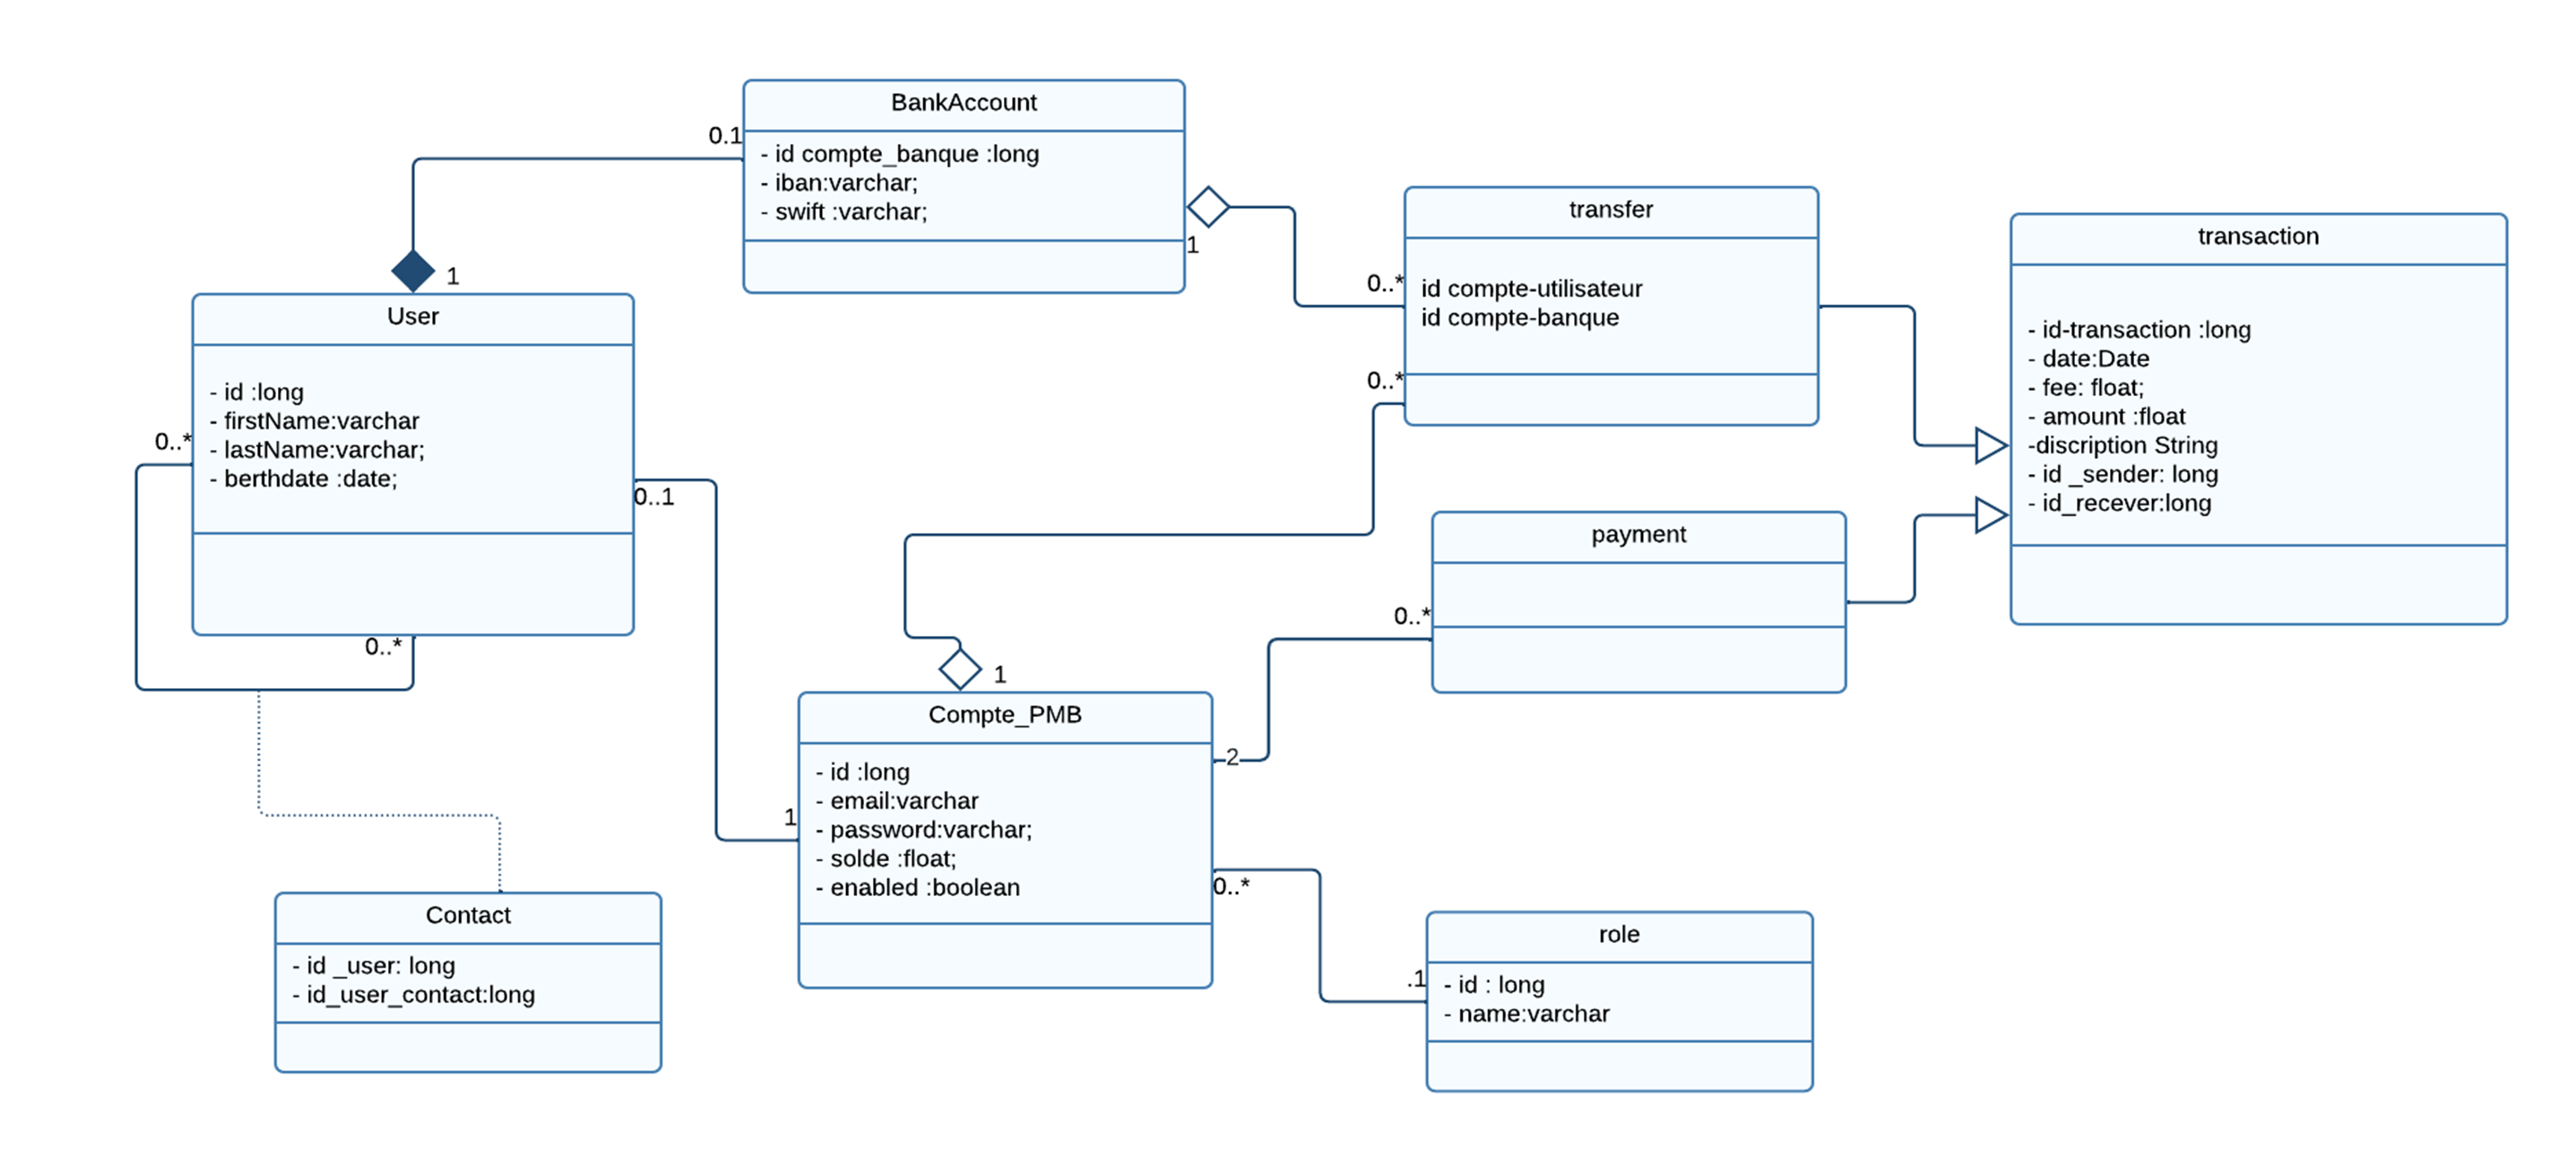 BankAccount
0.1
- id compte_banque :long
- iban:varchar;
- swift :varchar;
1
transfer
0..*
id compte-utilisateur
id compte-banque
0..*
transaction
- id-transaction :long
- date:Date
- fee: float;
- amount :float
-discription String
- id _sender: long
- id_recever:long
1
User
- id :long
- firstName:varchar
- lastName:varchar;
- berthdate :date;
0..*
0..1
0..*
payment
0..*
1
Compte_PMB
2
- id :long
- email:varchar
- password:varchar;
- solde :float;
- enabled :boolean
1
0..*
Contact
- id _user: long
- id_user_contact:long
role
.1
- id : long
- name:varchar